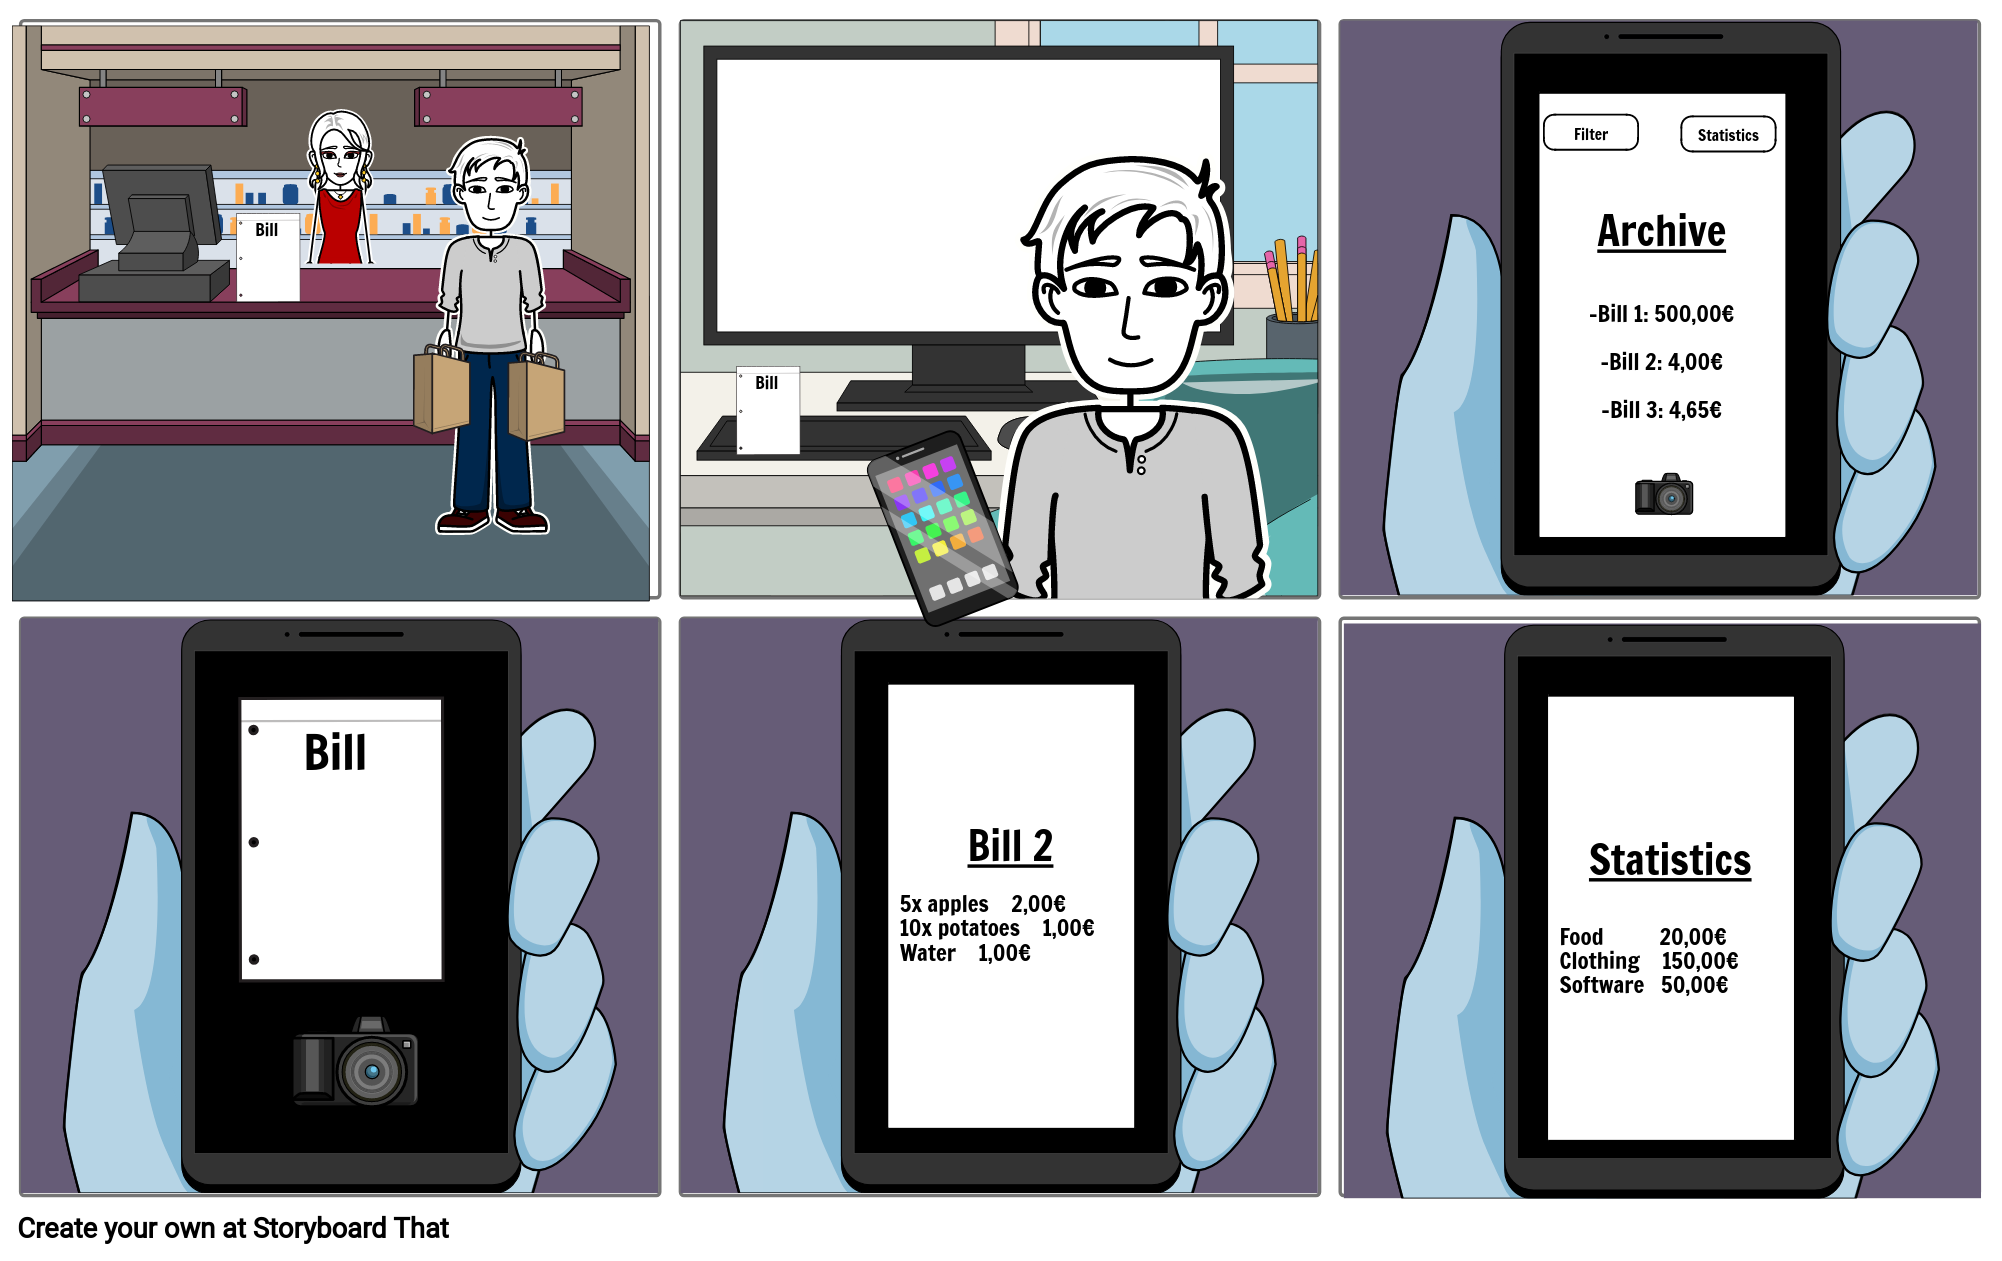 Bill
Bill
Filter
Statistics
Archive
-Bill 1: 500,00€
-Bill 2: 4,00€
-Bill 3: 4,65€
Bill
Bill 2
5x apples 2,00€
10x potatoes 1,00€
Water 1,00€
Statistics
Food 20,00€
Clothing 150,00€
Software 50,00€
Create your own at Storyboard That